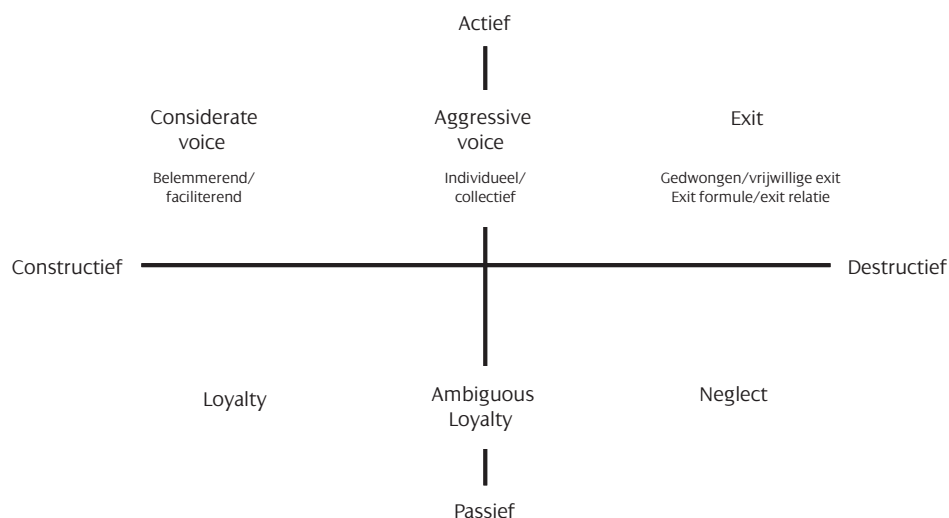 Actief
Considerate
voice
Belemmerend/
faciliterend
Aggressive
voice
Individueel/
collectief
Exit
Gedwongen/vrijwillige exit
Exit formule/exit relatie
Constructief
Destructief
Loyalty
Ambiguous
Loyalty
Neglect
Passief